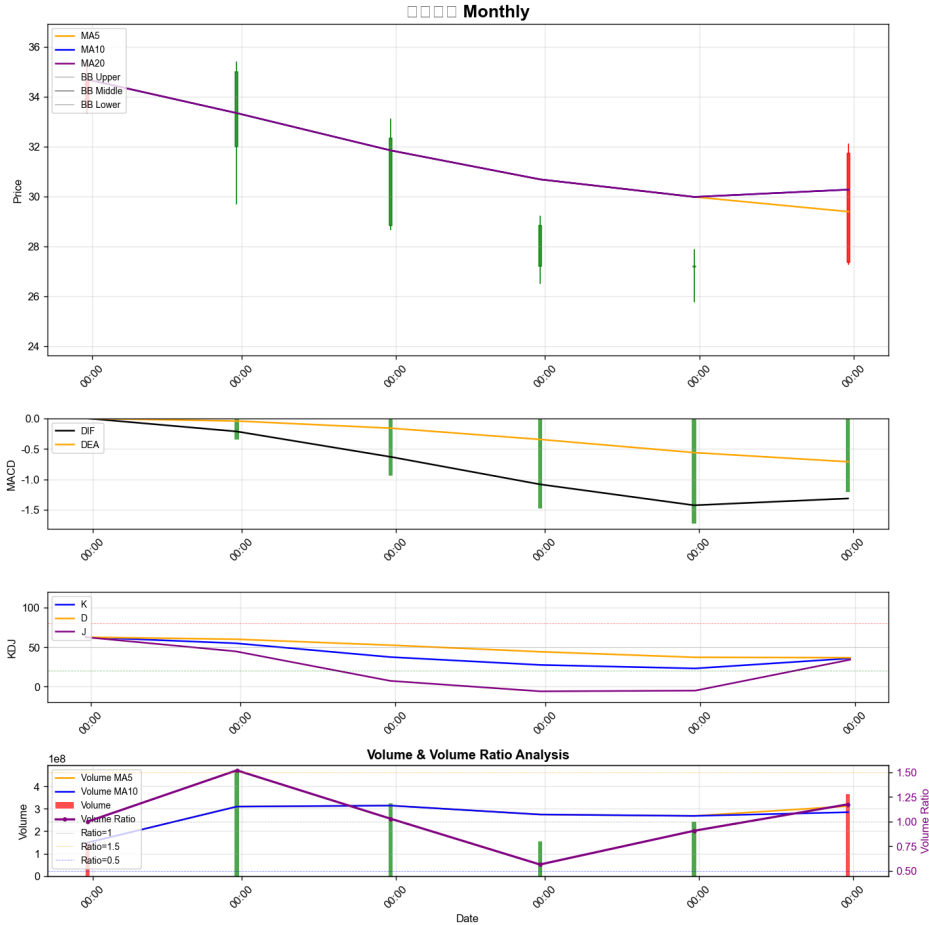 Monthly
MA5
MA10
MA20
BB Upper
BB Middle
BB Lower
Price
36
34
32
30
28
26
24
00:00
00:00
00:00
00:00
00:00
00:00
DIF
DEA
MACD
0.0
-0.5
-1.0
-1.5
00:00
00:00
00:00
00:00
00:00
00:00
K
D
J
KDJ
100
50
0
00:00
00:00
00:00
00:00
00:00
00:00
Volume & Volume Ratio Analysis
1e8
Volume MA5
Volume MA10
Volume
Volume Ratio
Ratio=1
Ratio=1.5
Ratio=0.5
Volume
4
3
2
1
0
1.50
1.25
1.00
0.75
0.50
Volume Ratio
00:00
00:00
00:00
00:00
00:00
00:00
Date